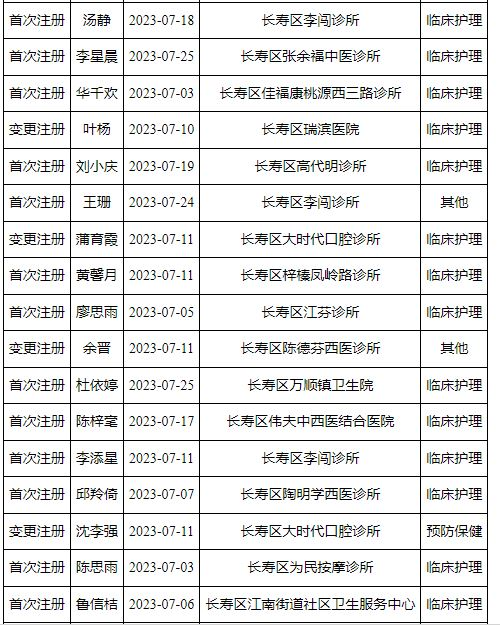 首次注册 汤静 2023-07-18 长寿区李闯诊所 临床护理
首次注册 李星晨 2023-07-25 长寿区张余福中医诊所 临床护理
首次注册 华千欢 2023-07-03 长寿区佳福康桃源西三路诊所 临床护理
变更注册 叶杨 2023-07-10 长寿区瑞滨医院 临床护理
首次注册 刘小庆 2023-07-19 长寿区高代明诊所 临床护理
首次注册 王珊 2023-07-24 长寿区李闯诊所 其他
变更注册 蒲育霞 2023-07-11 长寿区大时代口腔诊所 临床护理
首次注册 黄馨月 2023-07-11 长寿区梓榛凤岭路诊所 临床护理
首次注册 廖思雨 2023-07-05 长寿区江芬诊所 临床护理
变更注册 余晋 2023-07-11 长寿区陈德芬西医诊所 其他
首次注册 杜依婷 2023-07-25 长寿区万顺镇卫生院 临床护理
首次注册 陈梓毫 2023-07-17 长寿区伟夫中西医结合医院 临床护理
首次注册 李添星 2023-07-11 长寿区李闯诊所 临床护理
首次注册 邱羚倚 2023-07-07 长寿区陶明学西医诊所 临床护理
变更注册 沈李强 2023-07-11 长寿区大时代口腔诊所 预防保健
首次注册 陈思雨 2023-07-03 长寿区为民按摩诊所 临床护理
首次注册 鲁信桔 2023-07-06 长寿区江南街道社区卫生服务中心 临床护理